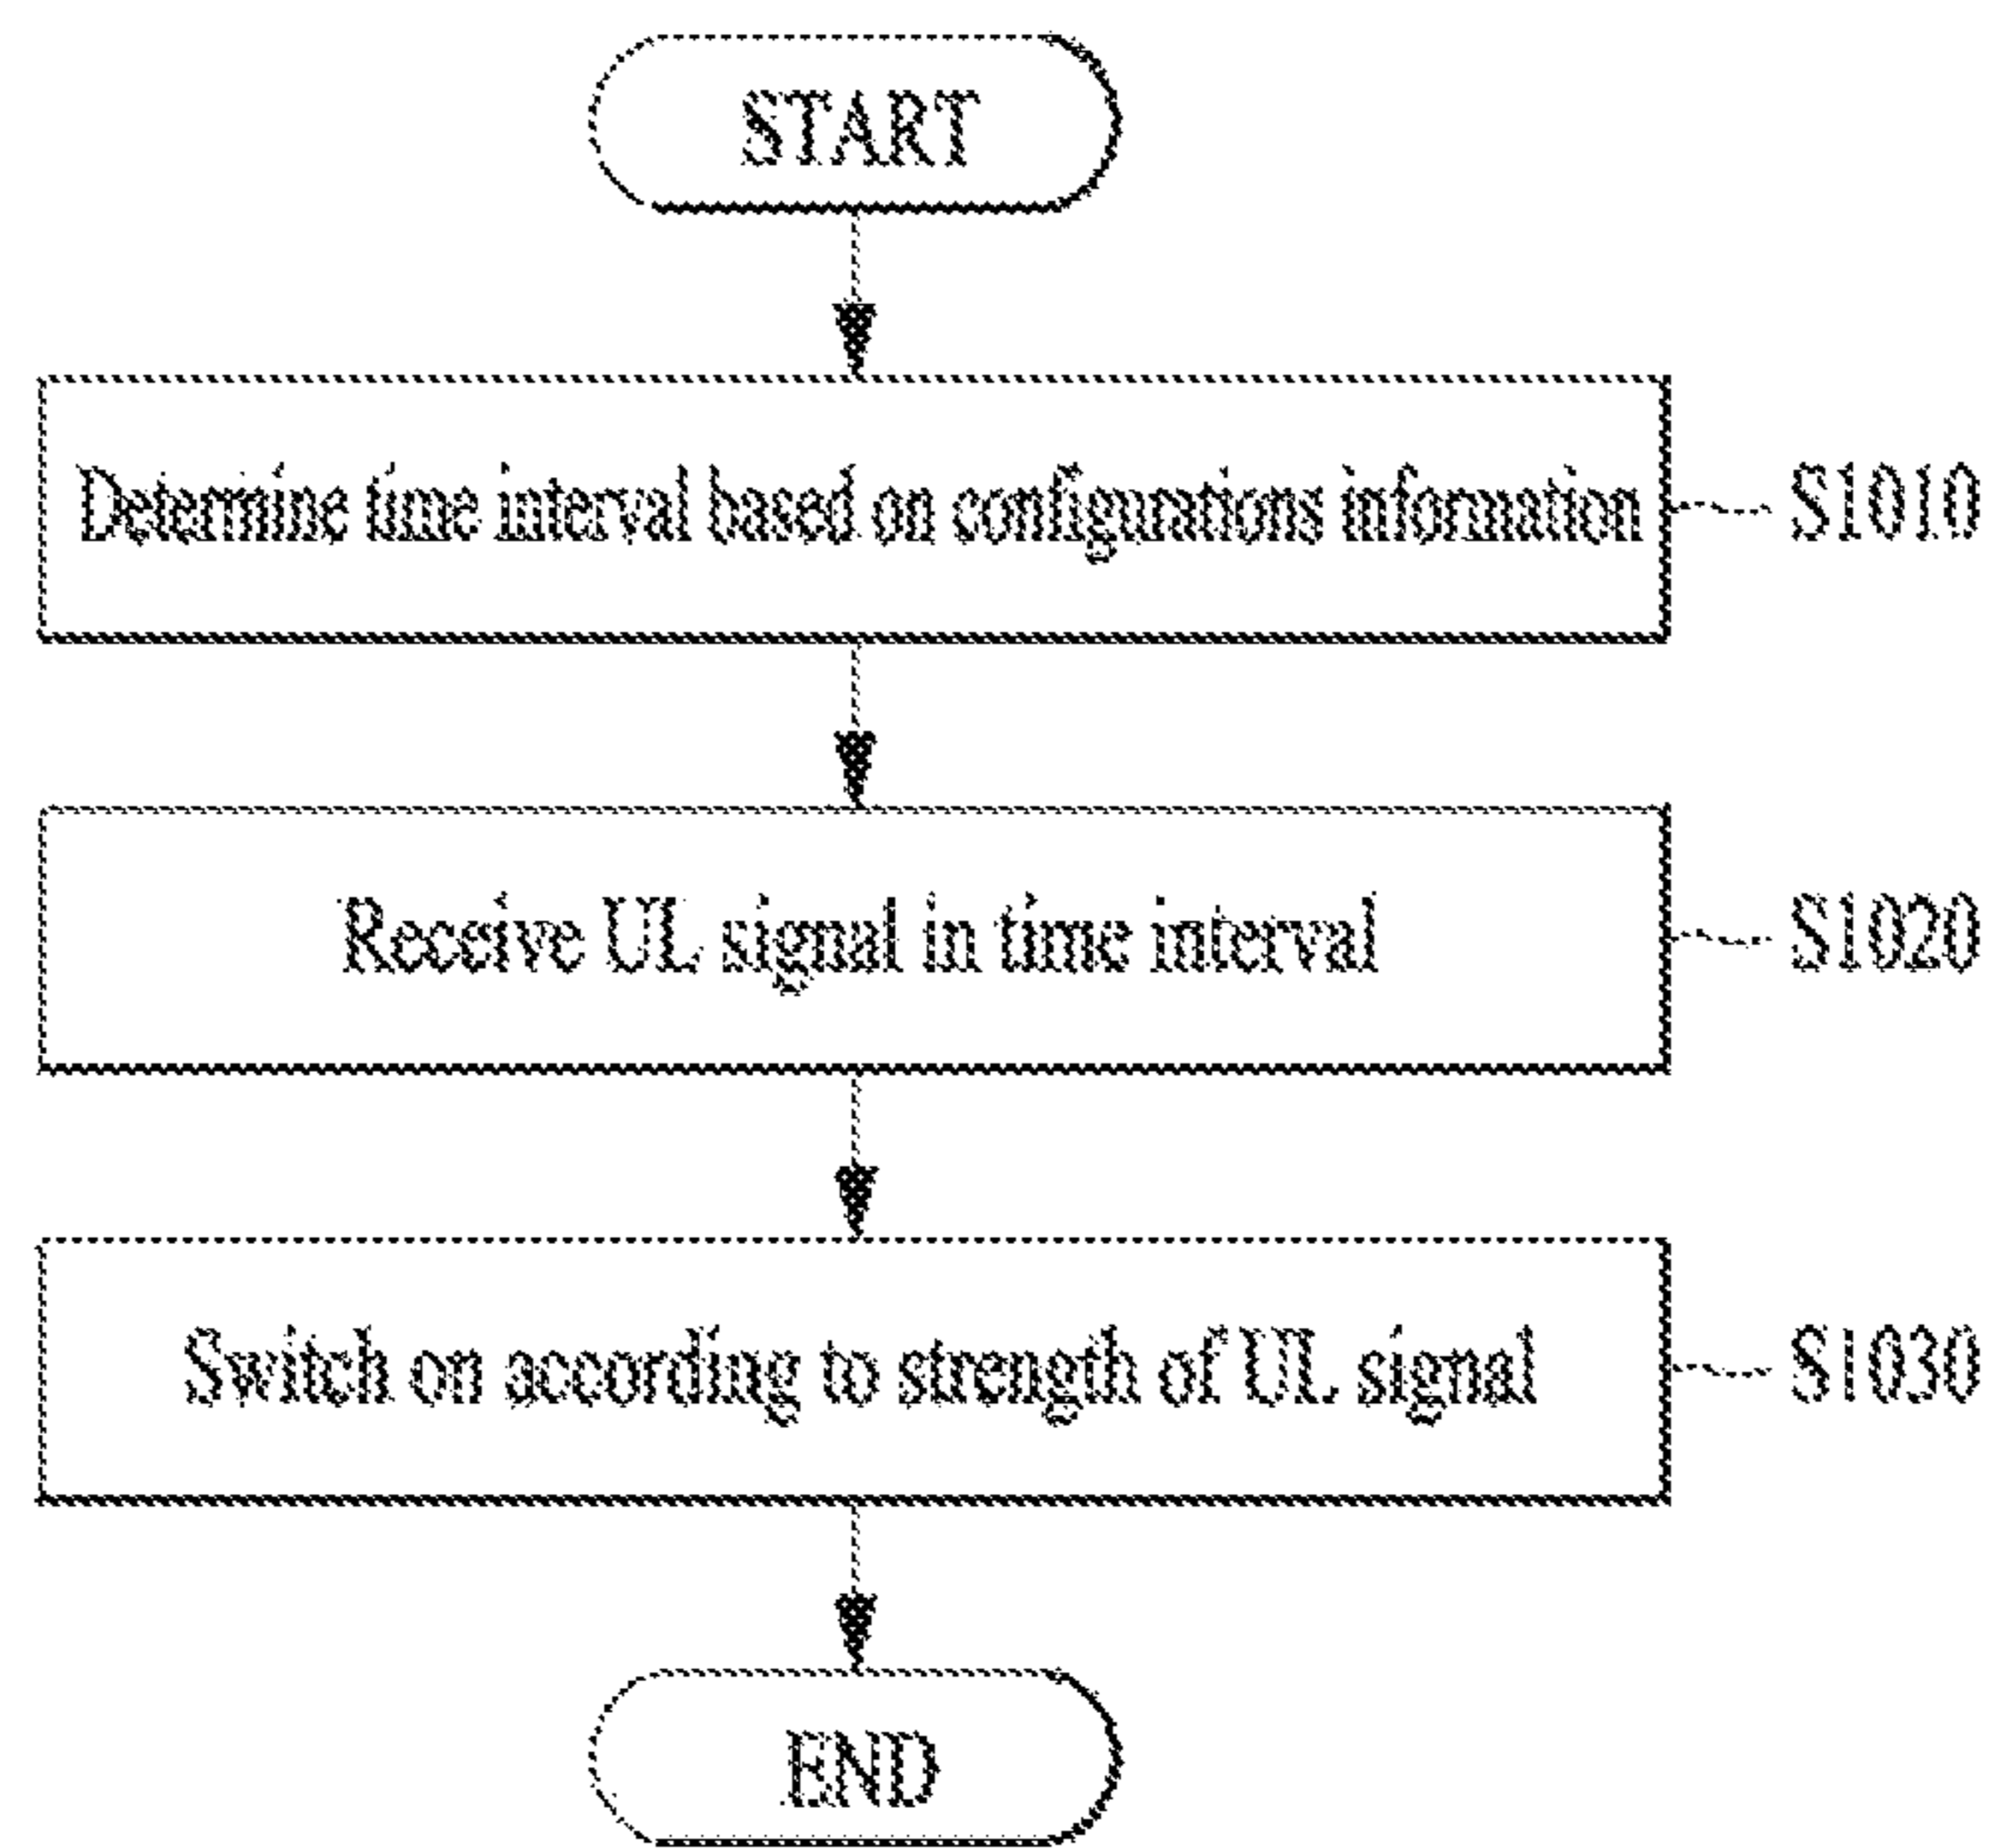 START
Determine time interval based on configurations information
S1010
Receive UL signal in time interval
S1020
Switch on according to strength of UL signal
S1030
END